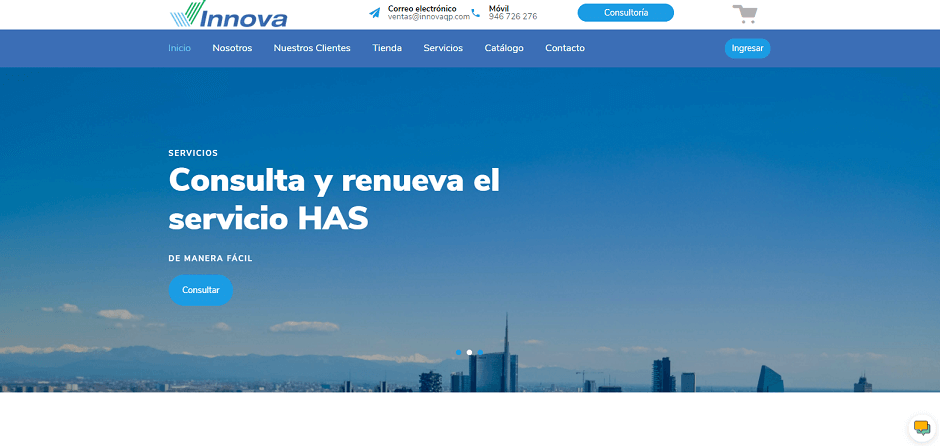 Innova
Correo electrónico
ventas@innovaqp.com
Móvil
946 726 276
Consultoría
Inicio Nosotros Nuestros Clientes Tienda Servicios Catálogo Contacto Ingresar
SERVICIOS
Consulta y renueva el
servicio HAS
DE MANERA FÁCIL
Consultar